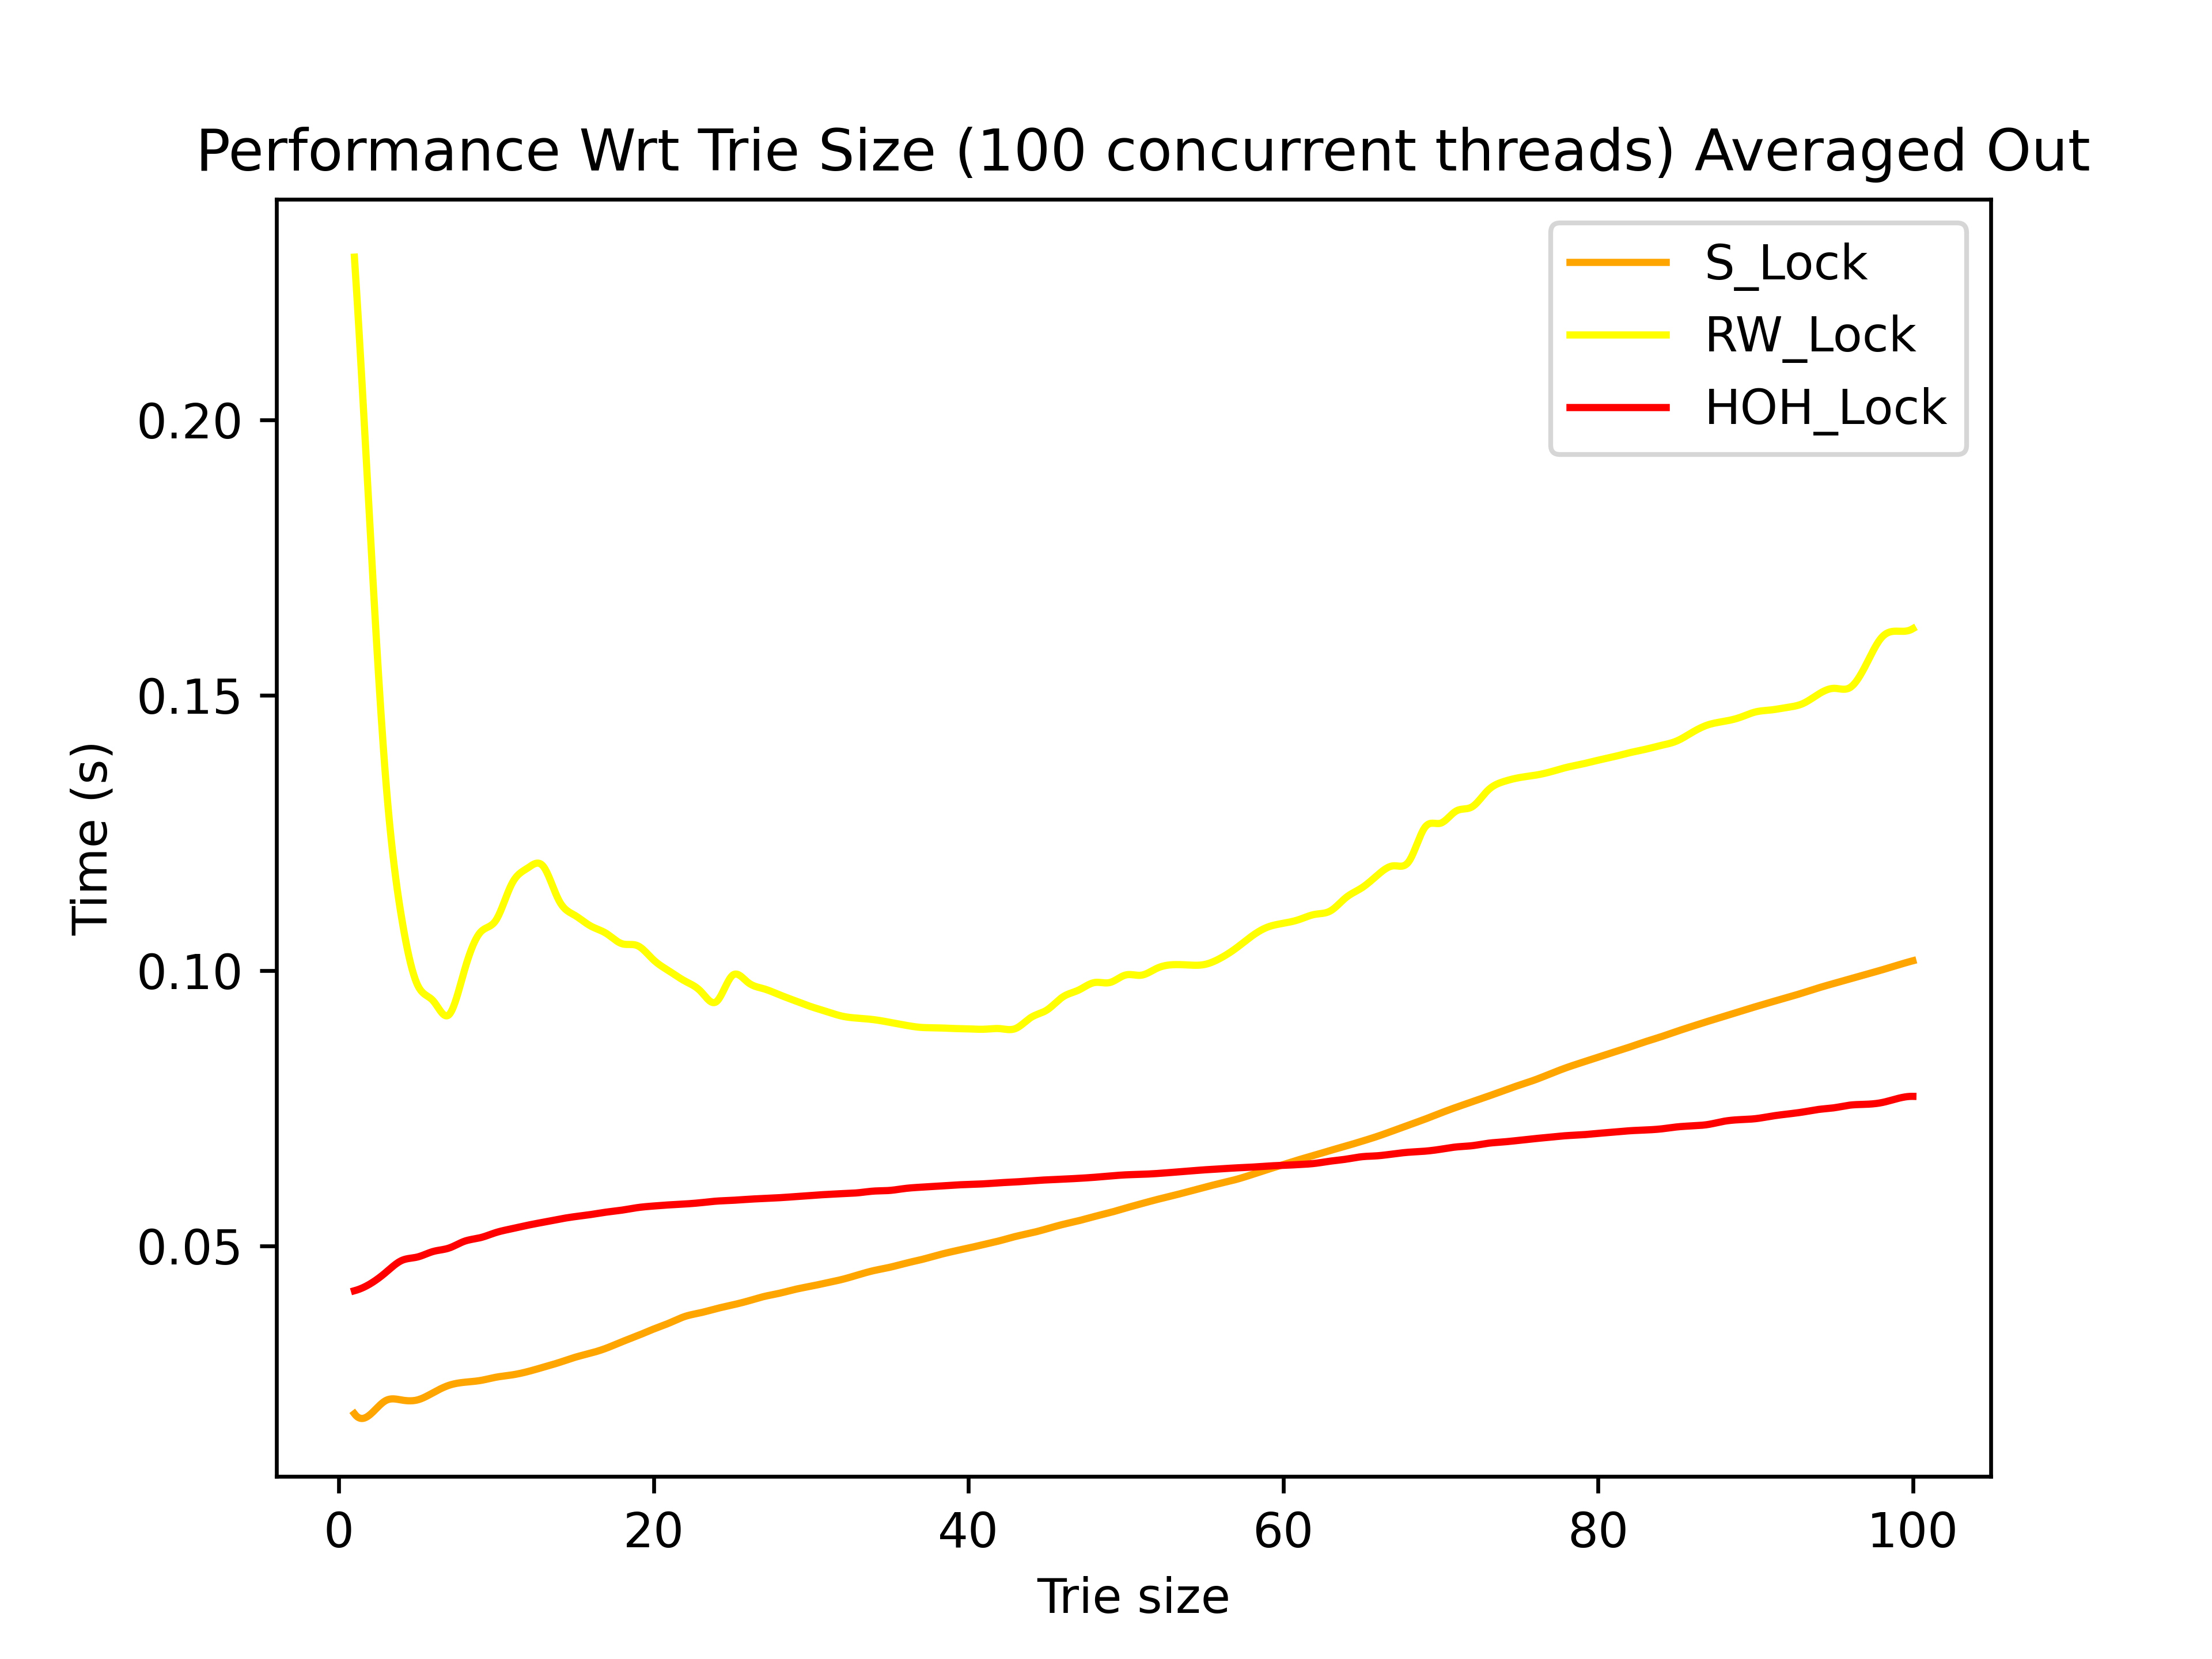 Performance Wrt Trie Size (100 concurrent threads) Averaged Out
S_Lock
RW_Lock
HOH_Lock
0.20
0.15
0.10
0.05
Time (s)
0 20 40 60 80 100
Trie size